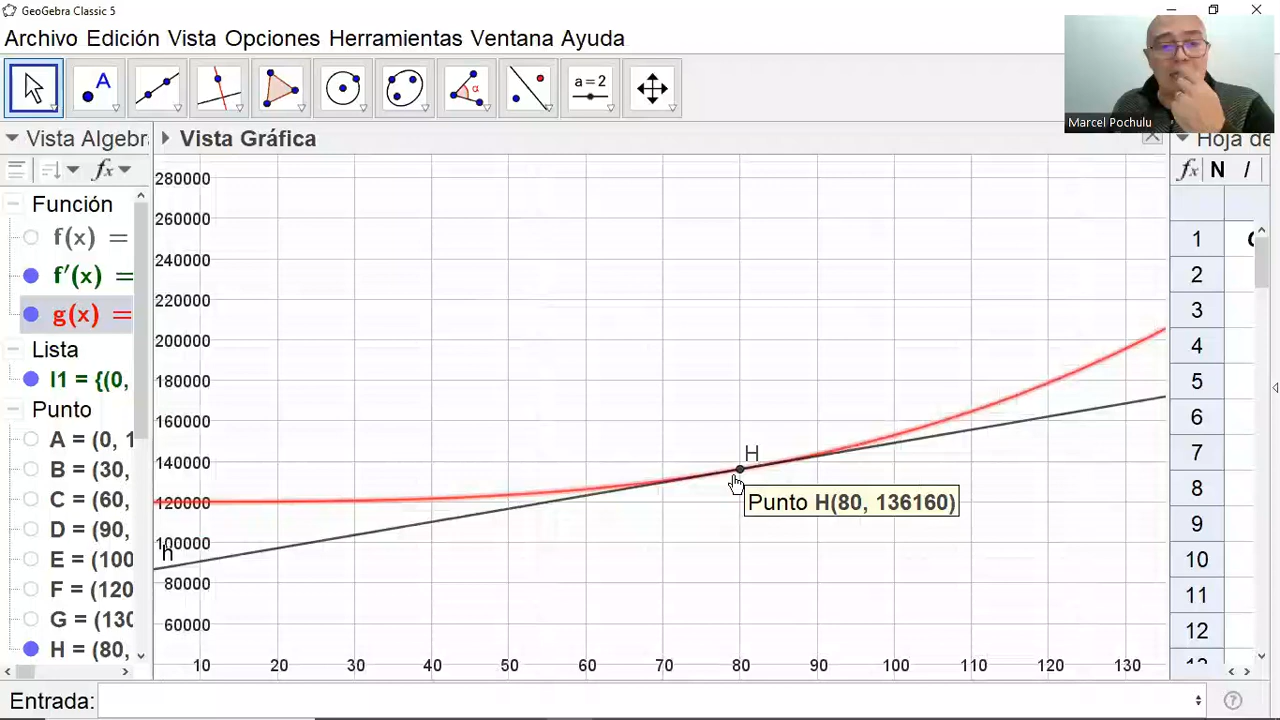 GeoGebra Classic 5
Archivo Edición Vista Opciones Herramientas Ventana Ayuda
A
α
a=2
Marcel Pochulu
Vista Algebr
Vista Gráfica
Hoja de
fx
fx N I
Función
f(x) =
f'(x) =
g(x) =
Lista
l1 = {(0,
Punto
A = (0, 1
B = (30,
C = (60,
D = (90,
E = (100
F = (120
G = (130
H = (80,
280000
260000
240000
220000
200000
180000
160000
140000
120000
100000
80000
60000
h
H
Punto H(80, 136160)
10 20 30 40 50 60 70 80 90 100 110 120 130
1
2
3
4
5
6
7
8
9
10
11
12
Entrada: